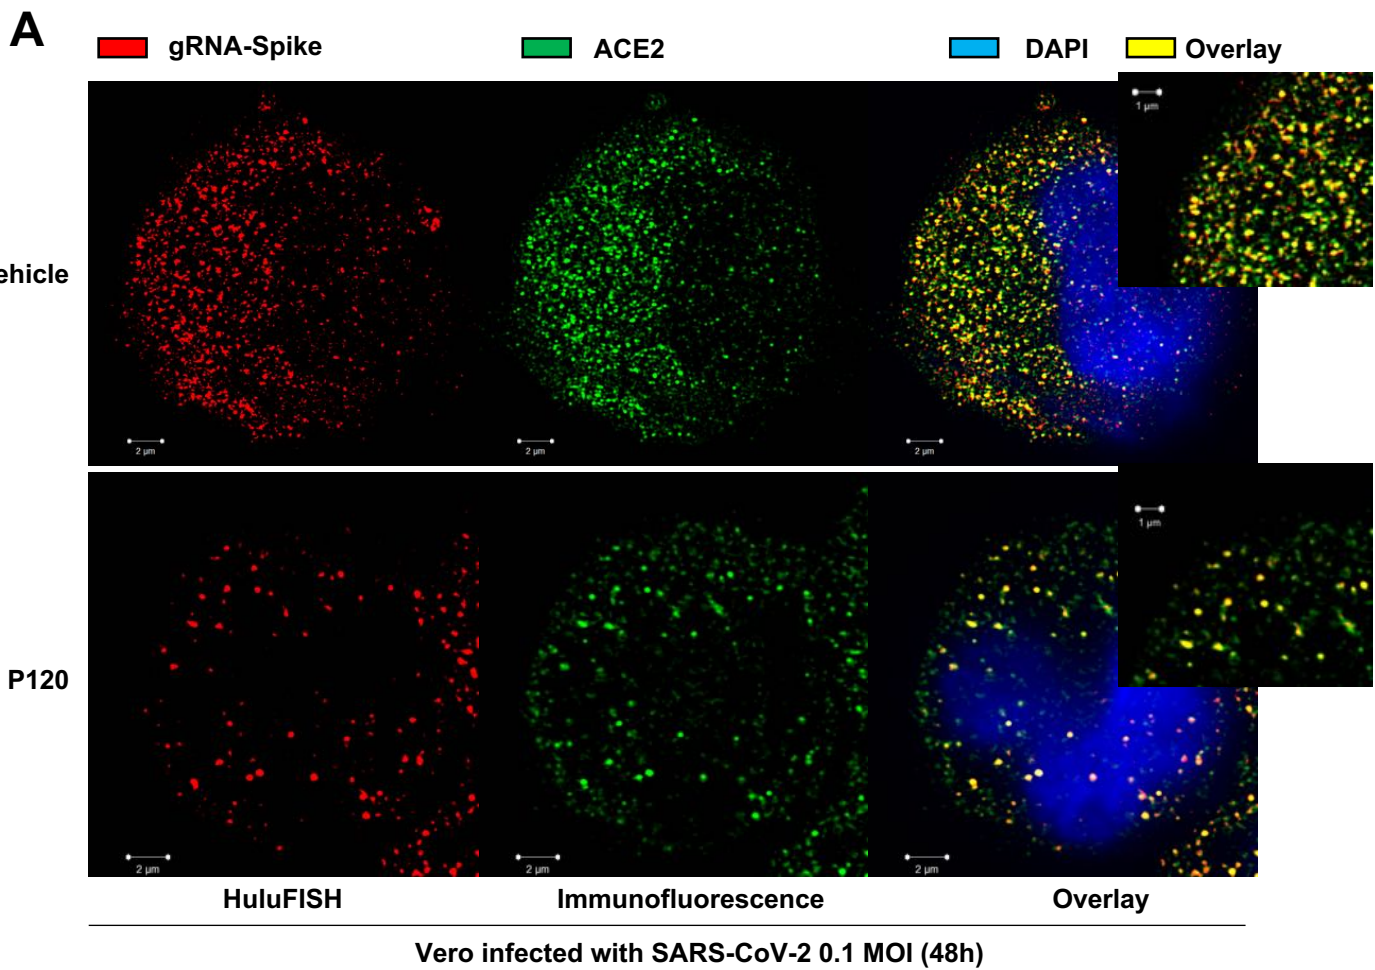 A
gRNA-Spike ACE2 DAPI Overlay
1 µm
ehicle
2 µm 2 µm 2 µm
1 µm
P120
2 µm 2 µm 2 µm
HuluFISH Immunofluorescence Overlay
Vero infected with SARS-CoV-2 0.1 MOI (48h)